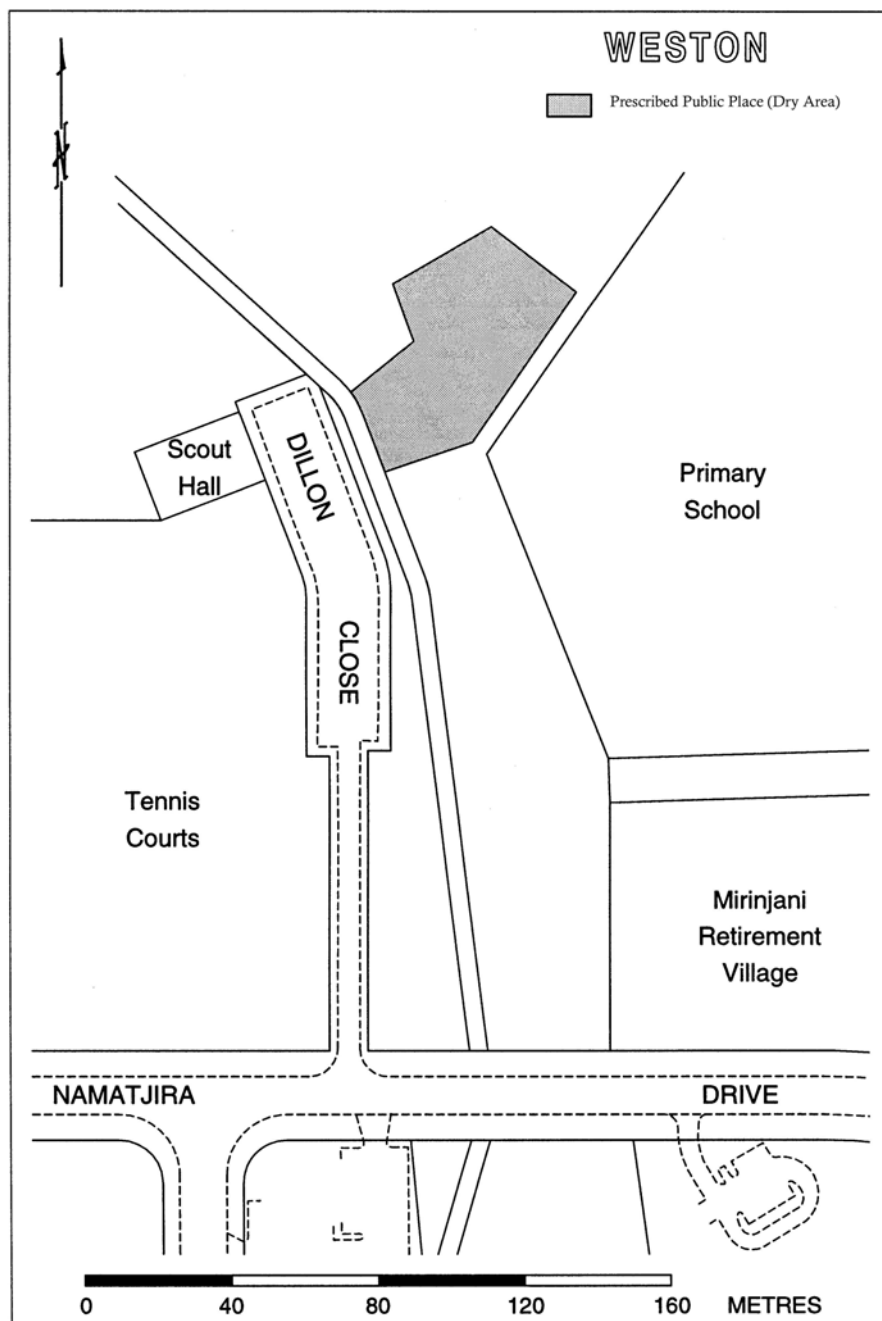 WESTON
Prescribed Public Place (Dry Area)
N
Scout
Hall
DILLON
CLOSE
Primary
School
Tennis
Courts
Mirinjani
Retirement
Village
NAMATJIRA DRIVE
0 40 80 120 160 METRES